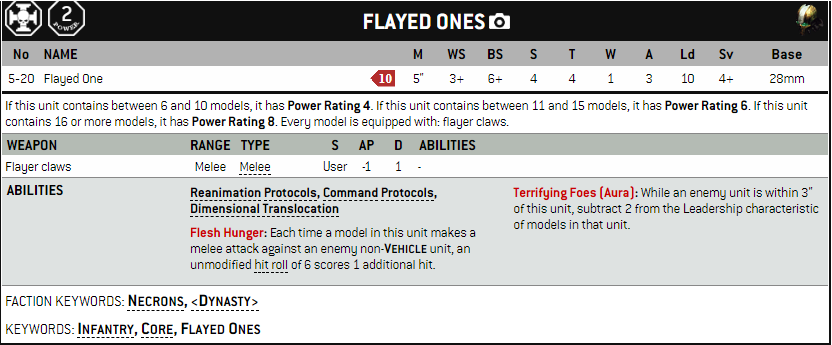 2
POWER
FLAYED ONES
No NAME M WS BS S T W A Ld Sv Base
5-20 Flayed One 10 5" 3+ 6+ 4 4 1 3 10 4+ 28mm
If this unit contains between 6 and 10 models, it has Power Rating 4. If this unit contains between 11 and 15 models, it has Power Rating 6. If this unit
contains 16 or more models, it has Power Rating 8. Every model is equipped with: flayer claws.
WEAPON RANGE TYPE S AP D ABILITIES
Flayer claws Melee Melee User -1 1 -
ABILITIES
Reanimation Protocols, Command Protocols,
Dimensional Translocation
Flesh Hunger: Each time a model in this unit makes a
melee attack against an enemy non-VEHICLE unit, an
unmodified hit roll of 6 scores 1 additional hit.
Terrifying Foes (Aura): While an enemy unit is within 3"
of this unit, subtract 2 from the Leadership characteristic
of models in that unit.
FACTION KEYWORDS: NECRONS, <DYNASTY>
KEYWORDS: INFANTRY, CORE, FLAYED ONES